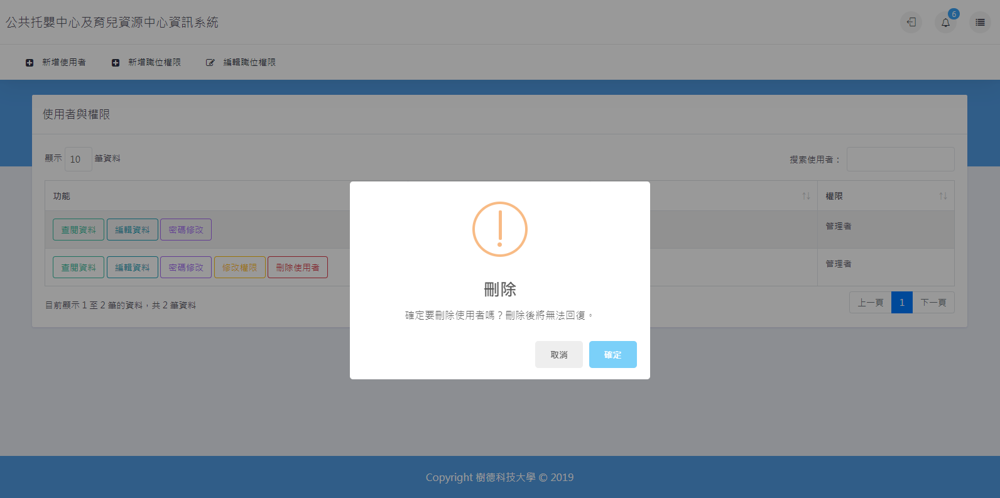 公共托嬰中心及育兒資源中心資訊系統
6
新增使用者 新增職位權限 編輯職位權限
使用者與權限
顯示 10 筆資料 搜索使用者：
功能 權限
查閱資料 編輯資料 密碼修改 管理者
查閱資料 編輯資料 密碼修改 修改權限 刪除使用者 管理者
目前顯示 1 至 2 筆的資料，共 2 筆資料 上一頁 1 下一頁
刪除
確定要刪除使用者嗎？刪除後將無法回復。
取消 確定
Copyright 樹德科技大學 © 2019